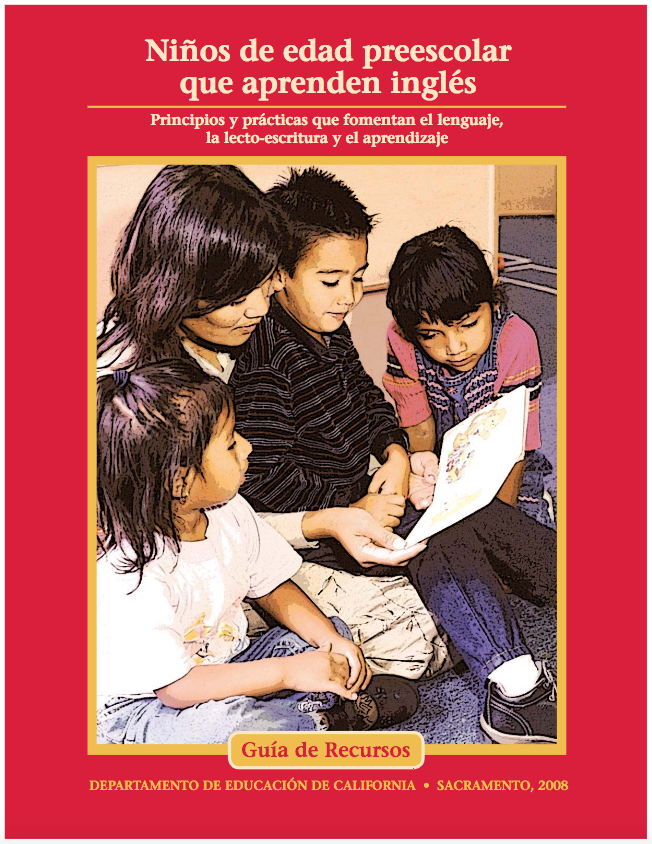 Niños de edad preescolar
que aprenden inglés
Principios y prácticas que fomentan el lenguaje,
la lecto-escritura y el aprendizaje
Guía de Recursos
DEPARTAMENTO DE EDUCACIÓN DE CALIFORNIA • SACRAMENTO, 2008